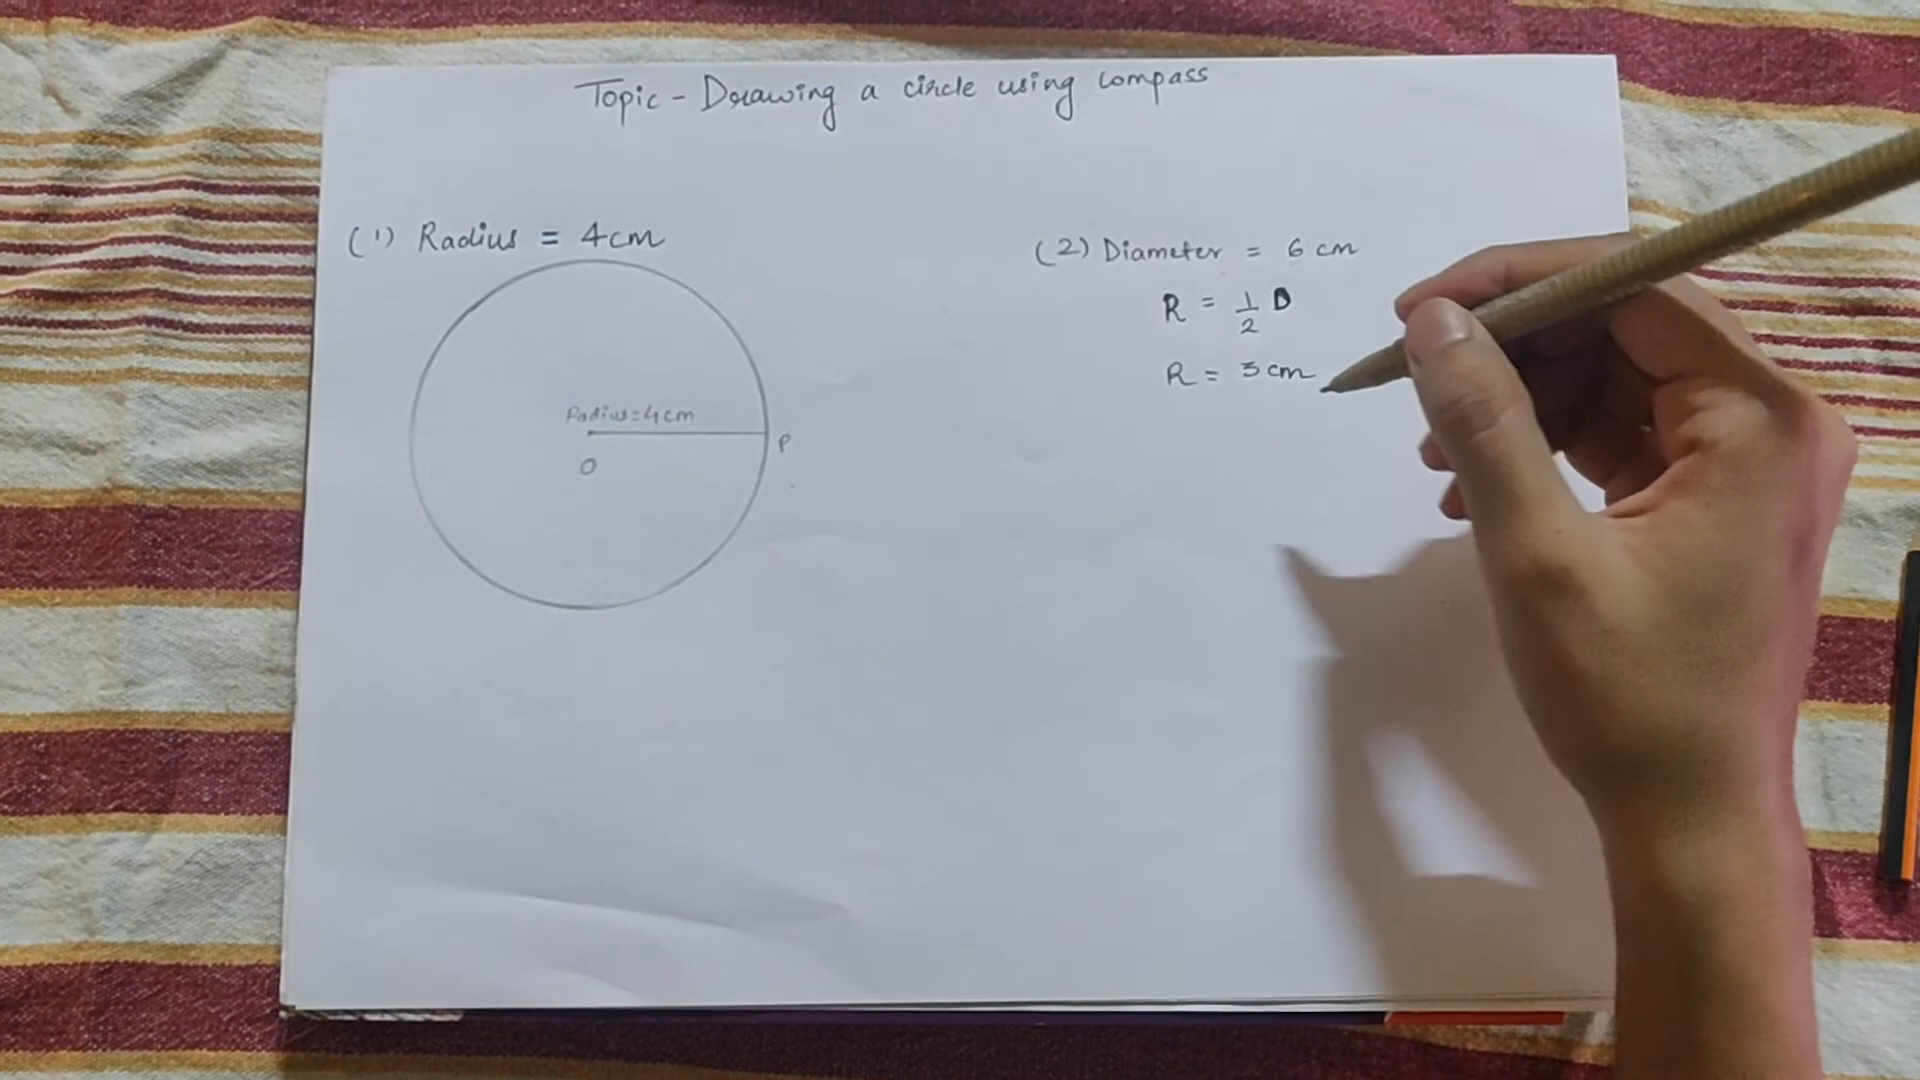 Topic - Drawing a circle using compass
(1) Radius = 4cm
Radius = 4cm
P
O
(2) Diameter = 6 cm
R = 1/2 D
R = 3 cm